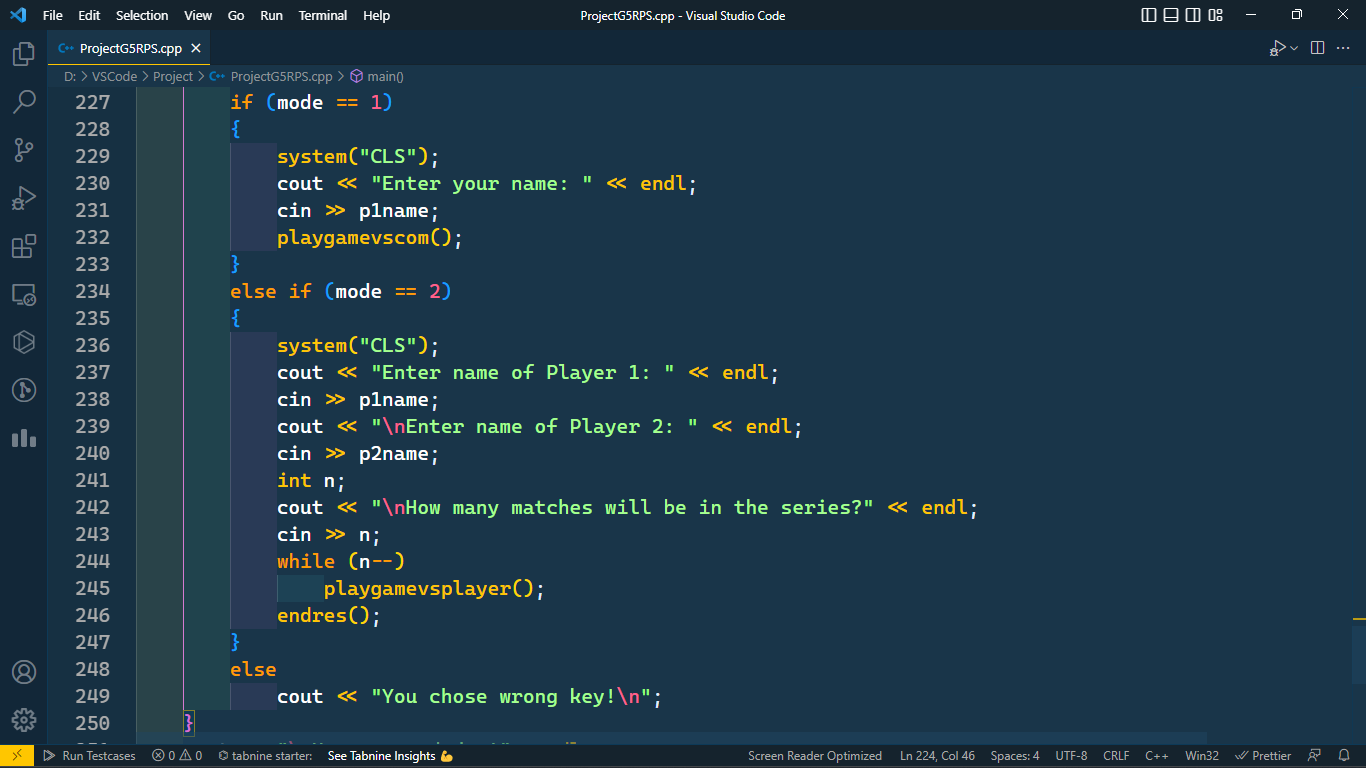 File Edit Selection View Go Run Terminal Help ProjectG5RPS.cpp - Visual Studio Code
C++ ProjectG5RPS.cpp ×
D: > VSCode > Project > C++ ProjectG5RPS.cpp > main()
227 if (mode == 1)
228 {
229 system("CLS");
230 cout << "Enter your name: " << endl;
231 cin >> p1name;
232 playgamevscom();
233 }
234 else if (mode == 2)
235 {
236 system("CLS");
237 cout << "Enter name of Player 1: " << endl;
238 cin >> p1name;
239 cout << "\nEnter name of Player 2: " << endl;
240 cin >> p2name;
241 int n;
242 cout << "\nHow many matches will be in the series?" << endl;
243 cin >> n;
244 while (n--)
245 playgamevsplayer();
246 endres();
247 }
248 else
249 cout << "You chose wrong key!\n";
250 }
Run Testcases 0 0 tabnine starter: See Tabnine Insights 💪 Screen Reader Optimized Ln 224, Col 46 Spaces: 4 UTF-8 CRLF C++ Win32 Prettier